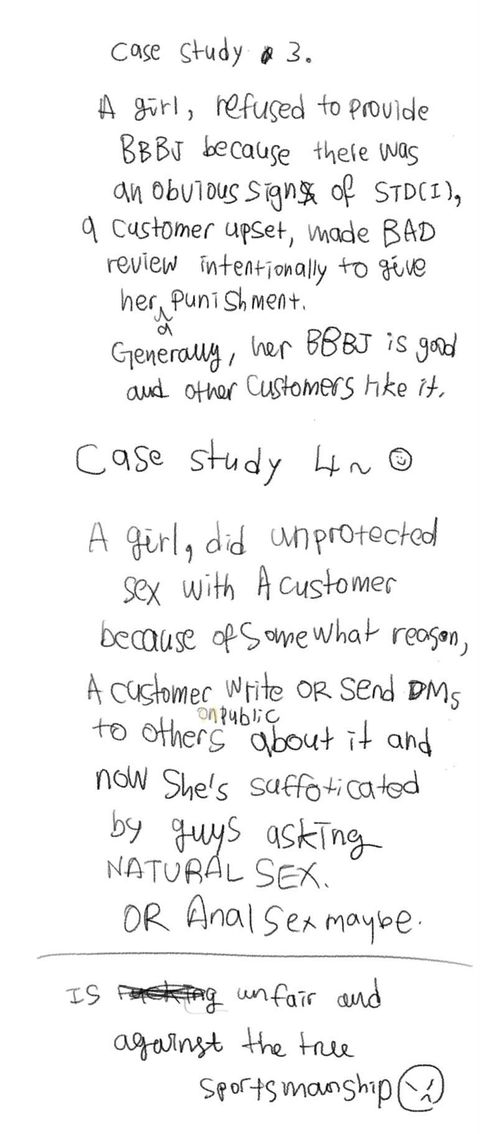 Case study 3.
A girl, refused to provide
BBBJ because there was
an obvious sign of STD(I),
a customer upset, made BAD
review intentionally to give
her a punishment.
Generally, her BBBJ is good
and other customers like it.
Case study 4~ ☺
A girl, did unprotected
sex with A customer
because of somewhat reason,
A customer write OR send DMs
to others on public about it and
now she's suffoticated
by guys asking
NATURAL SEX.
OR Anal sex maybe.
IS unfair and
against the true
sportsmanship ☹